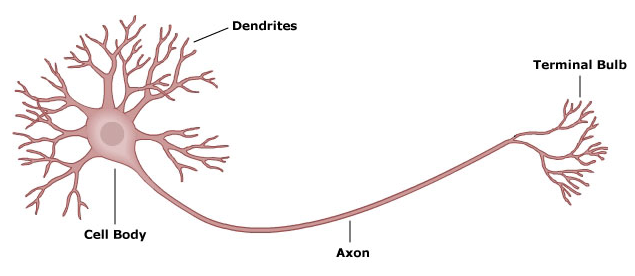 Dendrites
Terminal Bulb
Cell Body
Axon